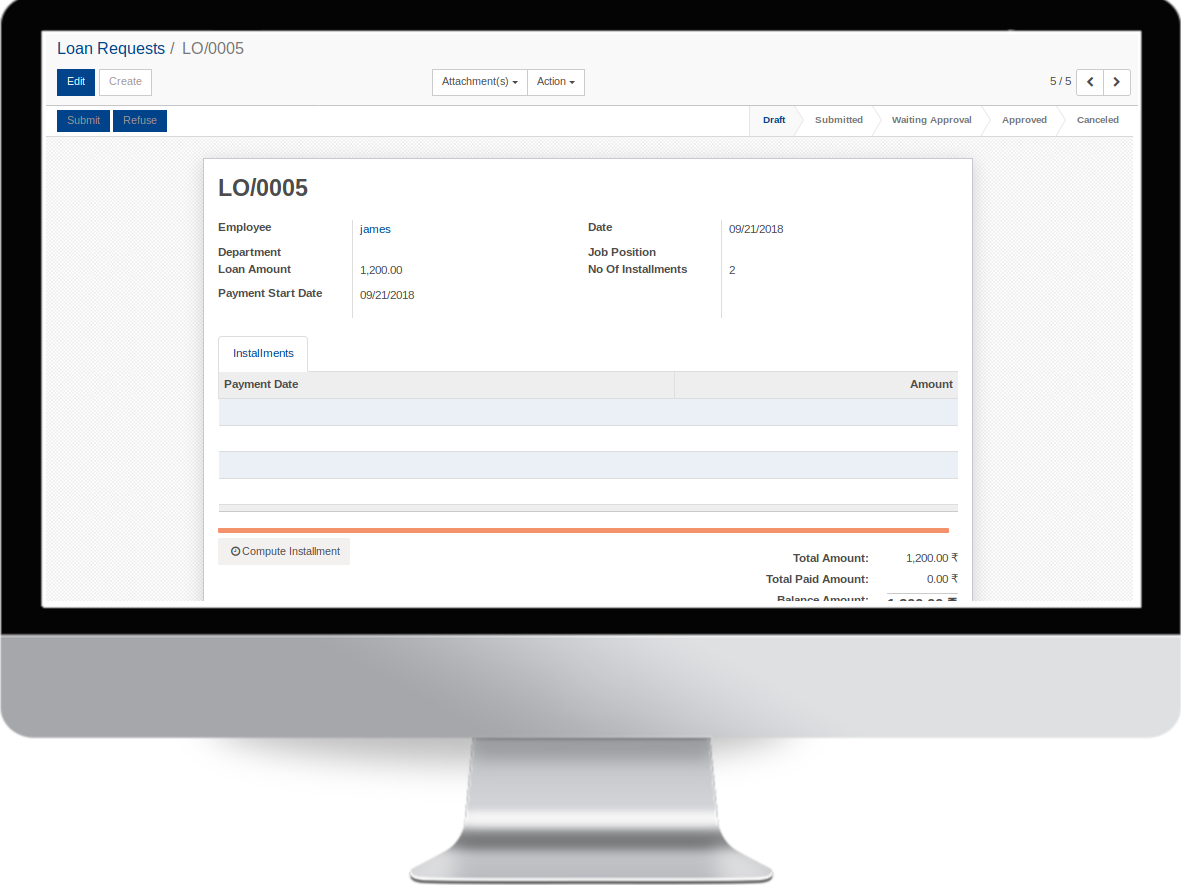 Loan Requests / LO/0005
Edit Create Attachment(s) Action 5 / 5
Submit Refuse Draft Submitted Waiting Approval Approved Canceled
LO/0005
Employee james Date 09/21/2018
Department Job Position
Loan Amount 1,200.00 No Of Installments 2
Payment Start Date 09/21/2018
Installments
Payment Date Amount
Compute Installment
Total Amount: 1,200.00 ₹
Total Paid Amount: 0.00 ₹
Balance Amount: 1,200.00 ₹